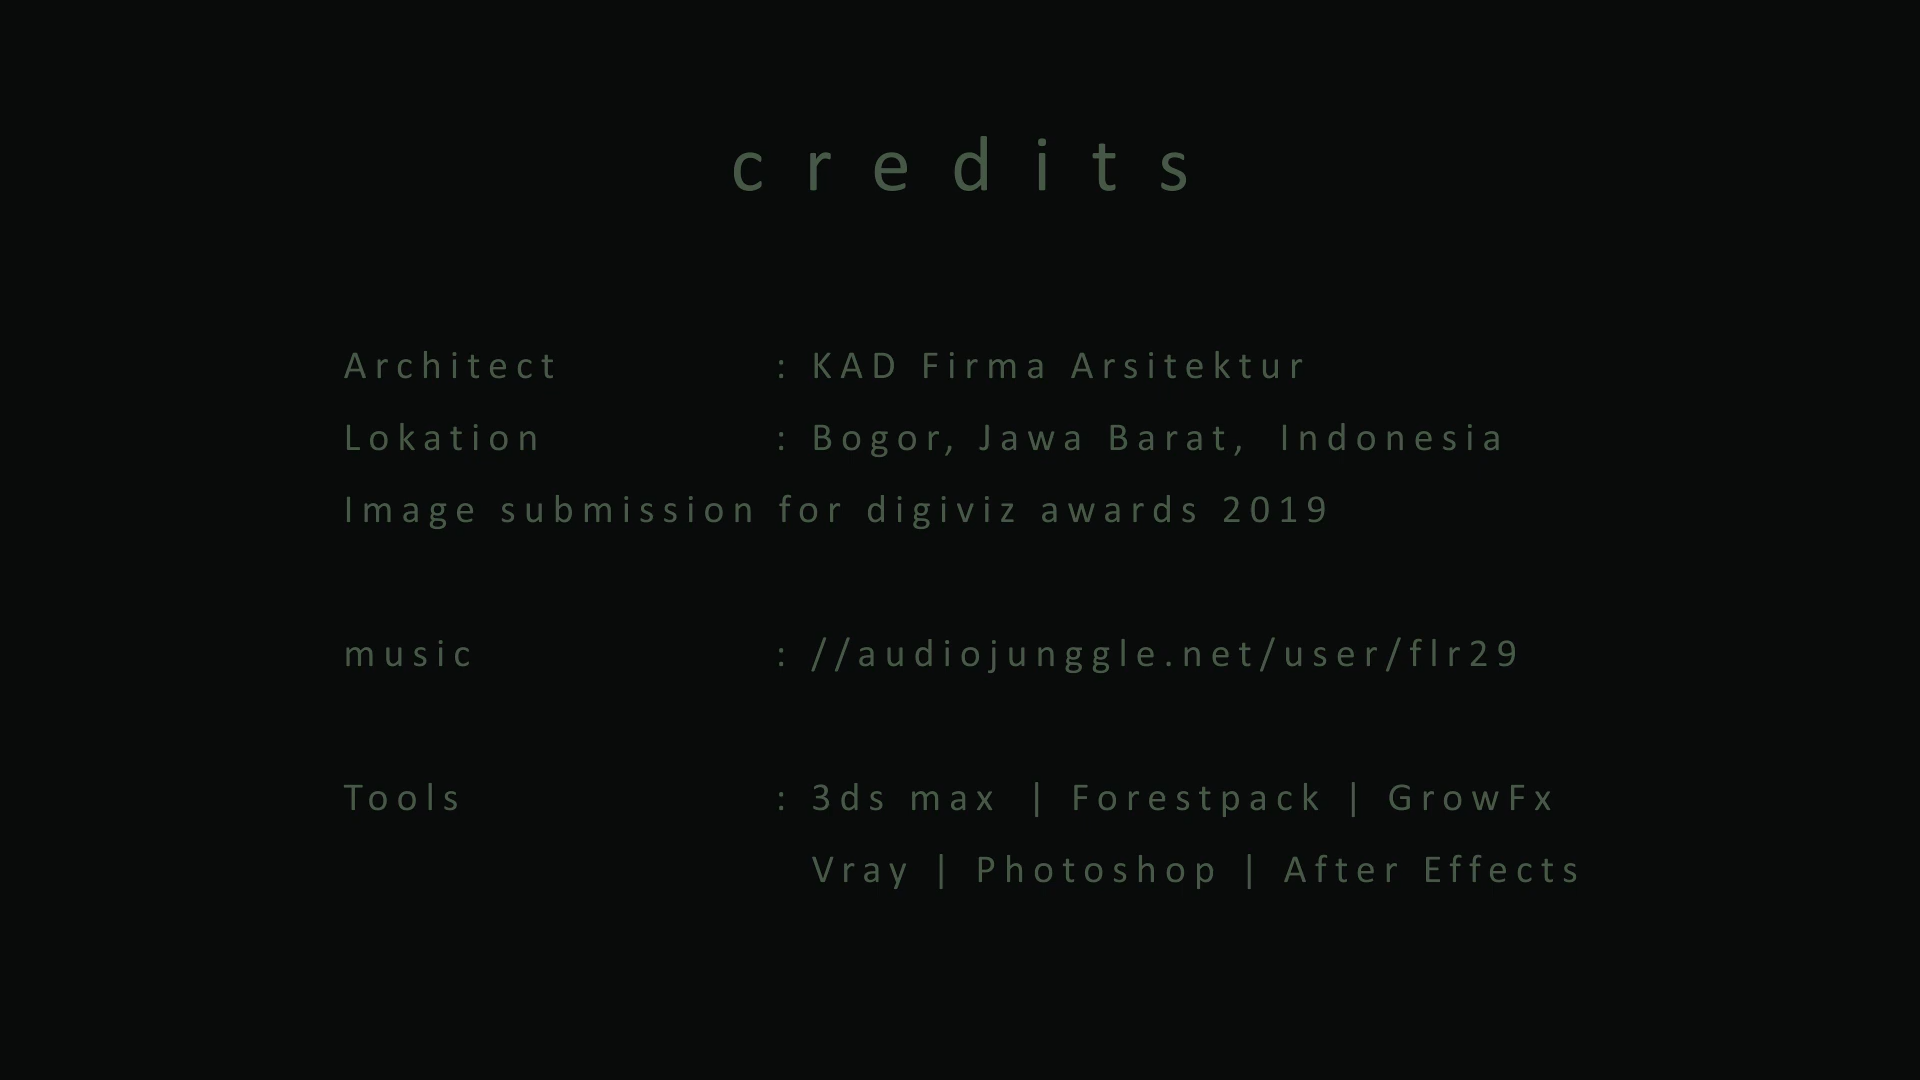 credits
Architect : KAD Firma Arsitektur
Lokation : Bogor, Jawa Barat, Indonesia
Image submission for digiviz awards 2019
music : //audiojunggle.net/user/flr29
Tools : 3ds max | Forestpack | GrowFx
Vray | Photoshop | After Effects